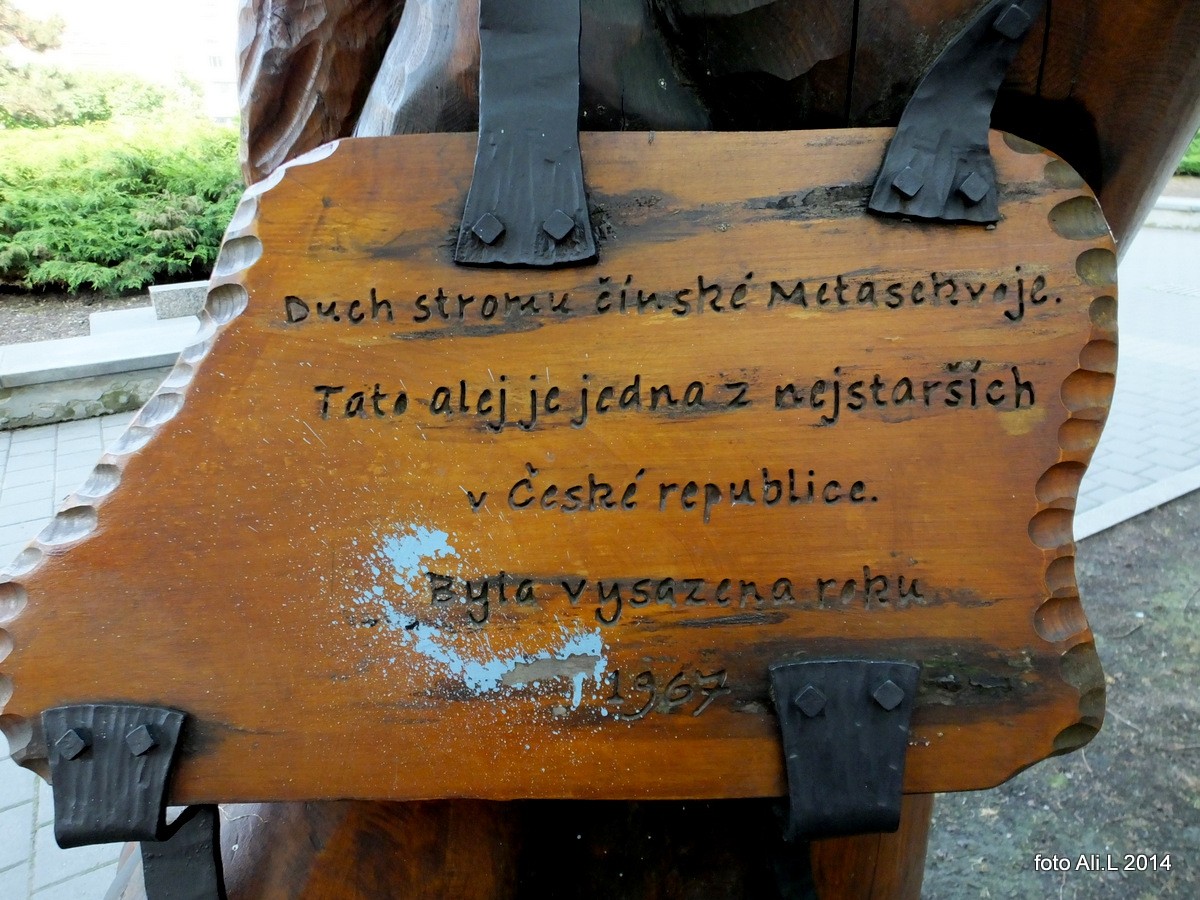 Duch stromu čínské Metasekvoje.
Tato alej je jedna z nejstarších
v České republice.
Byla vysazena roku
1967
foto Ali.L 2014